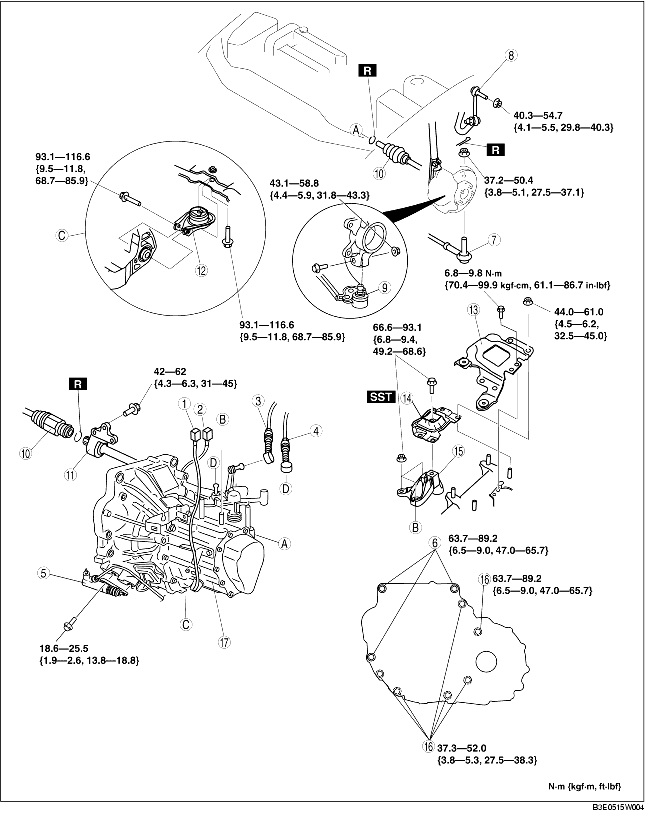 8
R
40.3—54.7
{4.1—5.5, 29.8—40.3}
A
R
93.1—116.6
{9.5—11.8,
68.7—85.9}
10
43.1—58.8
{4.4—5.9, 31.8—43.3}
37.2—50.4
{3.8—5.1, 27.5—37.1}
C
12
7
9
6.8—9.8 N·m
{70.4—99.9 kgf·cm, 61.1—86.7 in·lbf}
93.1—116.6
{9.5—11.8, 68.7—85.9}
66.6—93.1
{6.8—9.4,
49.2—68.6}
13
44.0—61.0
{4.5—6.2,
32.5—45.0}
42—62
{4.3—6.3, 31—45}
R
SST
14
1
2
B
3
4
10
11
D
D
15
B
A
6
63.7—89.2
{6.5—9.0, 47.0—65.7}
5
16
63.7—89.2
{6.5—9.0, 47.0—65.7}
C
17
18.6—25.5
{1.9—2.6, 13.8—18.8}
16
37.3—52.0
{3.8—5.3, 27.5—38.3}
N·m {kgf·m, ft·lbf}
B3E0515W004